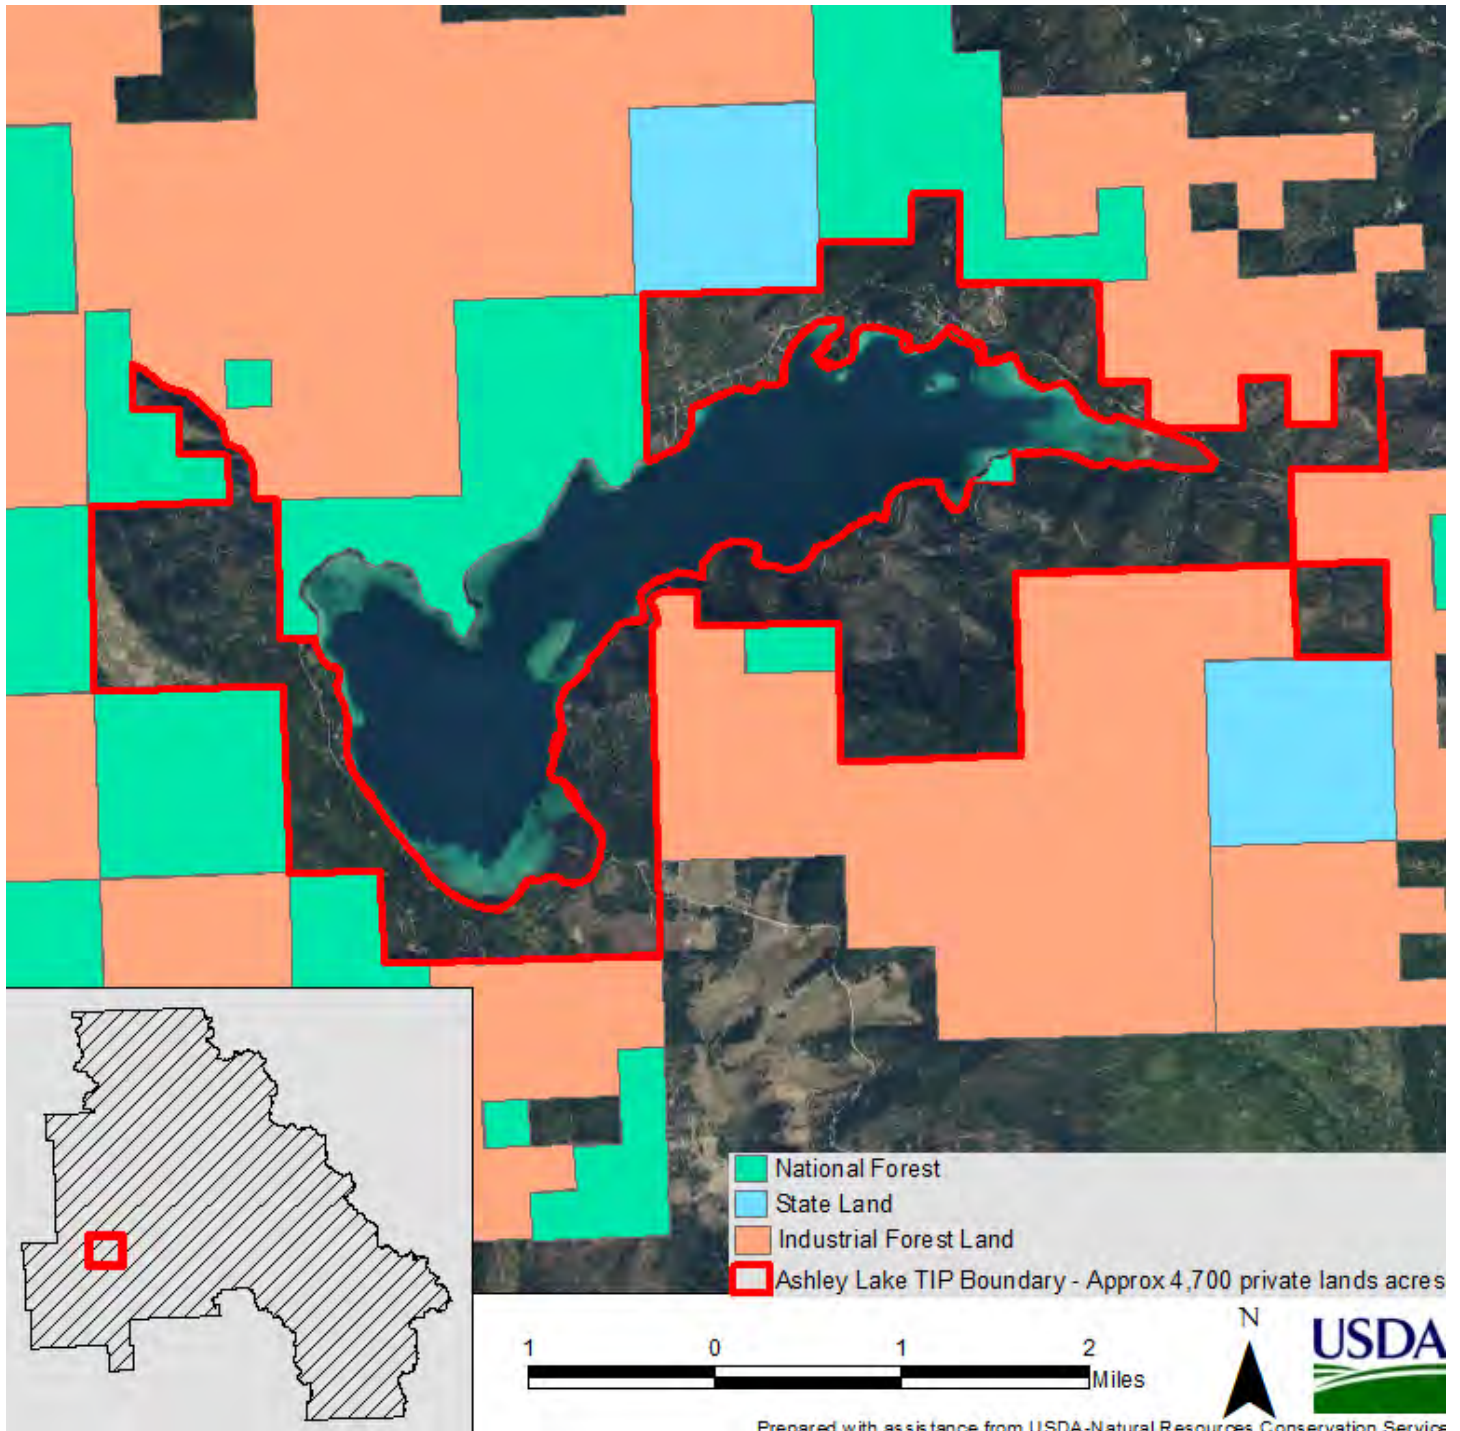 National Forest
State Land
Industrial Forest Land
Ashley Lake TIP Boundary - Approx 4,700 private lands acres
1 0 1 2
Miles
N
USDA
Prepared with assistance from USDA-Natural Resources Conservation Service